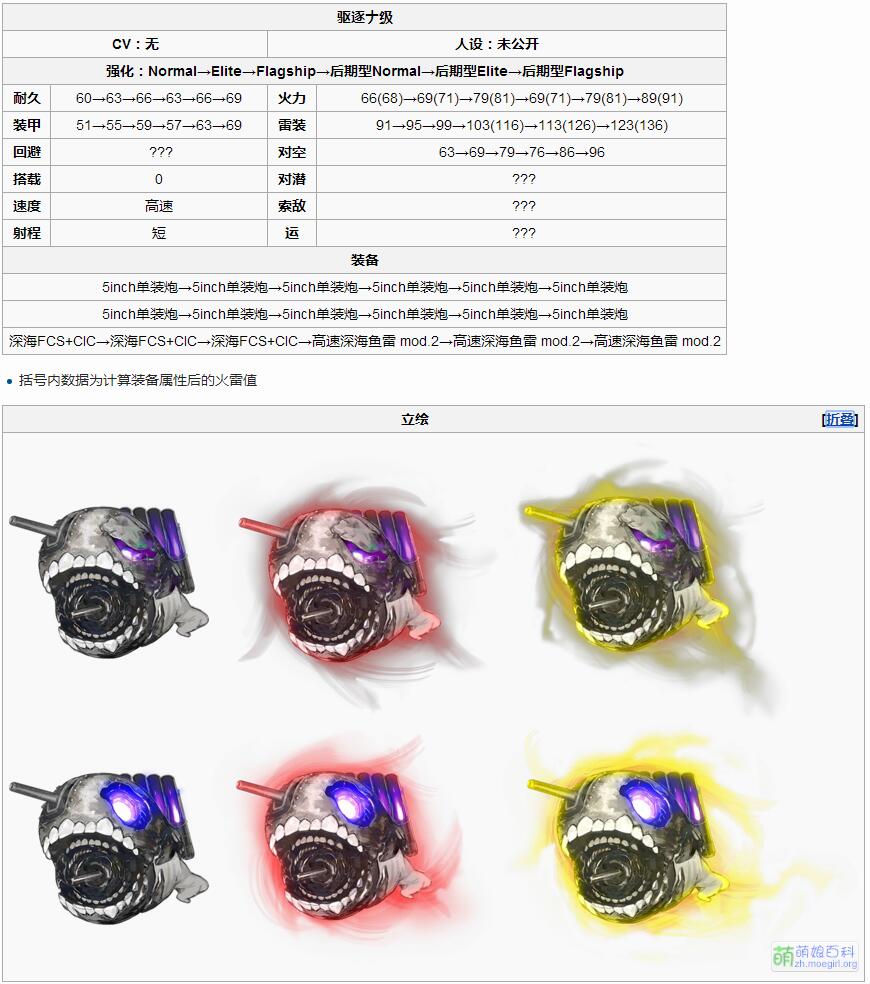 驱逐ナ级
CV：无 人设：未公开
强化：Normal→Elite→Flagship→后期型Normal→后期型Elite→后期型Flagship
耐久 60→63→66→63→66→69 火力 66(68)→69(71)→79(81)→69(71)→79(81)→89(91)
装甲 51→55→59→57→63→69 雷装 91→95→99→103(116)→113(126)→123(136)
回避 ??? 对空 63→69→79→76→86→96
搭载 0 对潜 ???
速度 高速 索敌 ???
射程 短 运 ???
装备
5inch单装炮→5inch单装炮→5inch单装炮→5inch单装炮→5inch单装炮→5inch单装炮
5inch单装炮→5inch单装炮→5inch单装炮→5inch单装炮→5inch单装炮→5inch单装炮
深海FCS+CIC→深海FCS+CIC→深海FCS+CIC→高速深海鱼雷 mod.2→高速深海鱼雷 mod.2→高速深海鱼雷 mod.2
括号内数据为计算装备属性后的火雷值
立绘 [折叠]
萌 萌娘百科
zh.moegirl.org